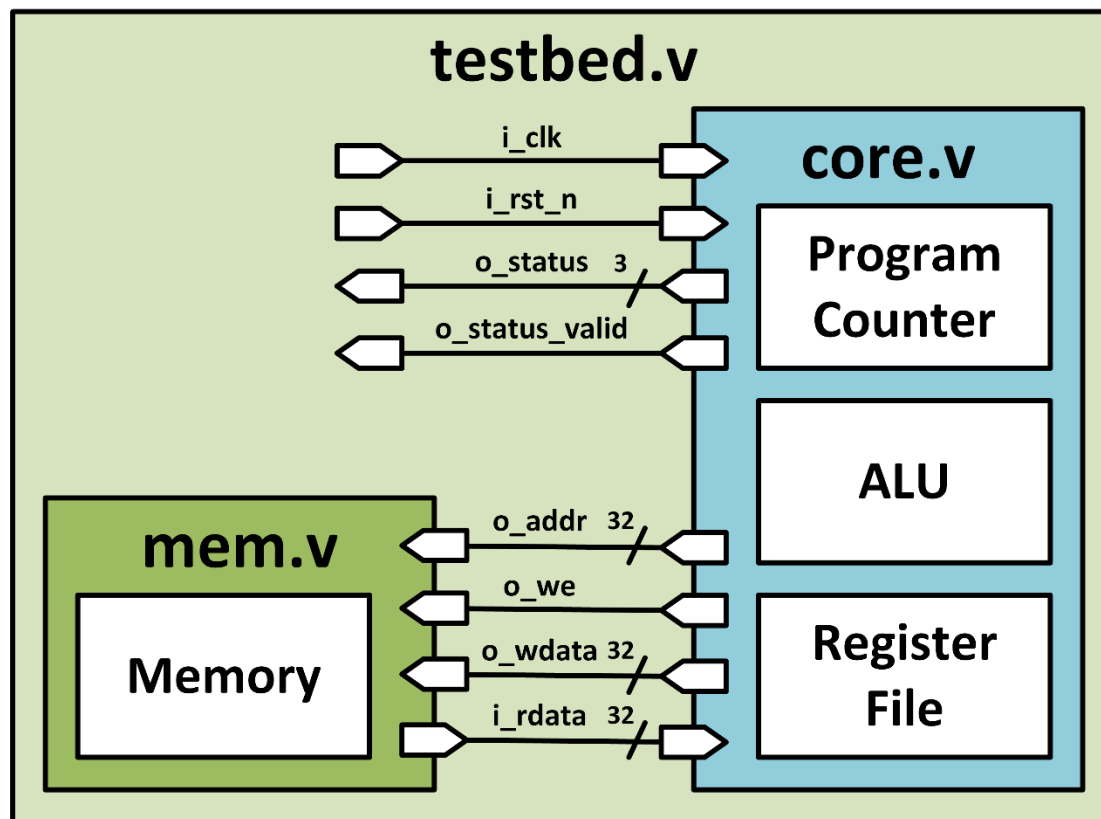 testbed.v
i_clk
i_rst_n
o_status 3
o_status_valid
core.v
Program
Counter
ALU
Register
File
mem.v
Memory
o_addr 32
o_we
o_wdata 32
i_rdata 32